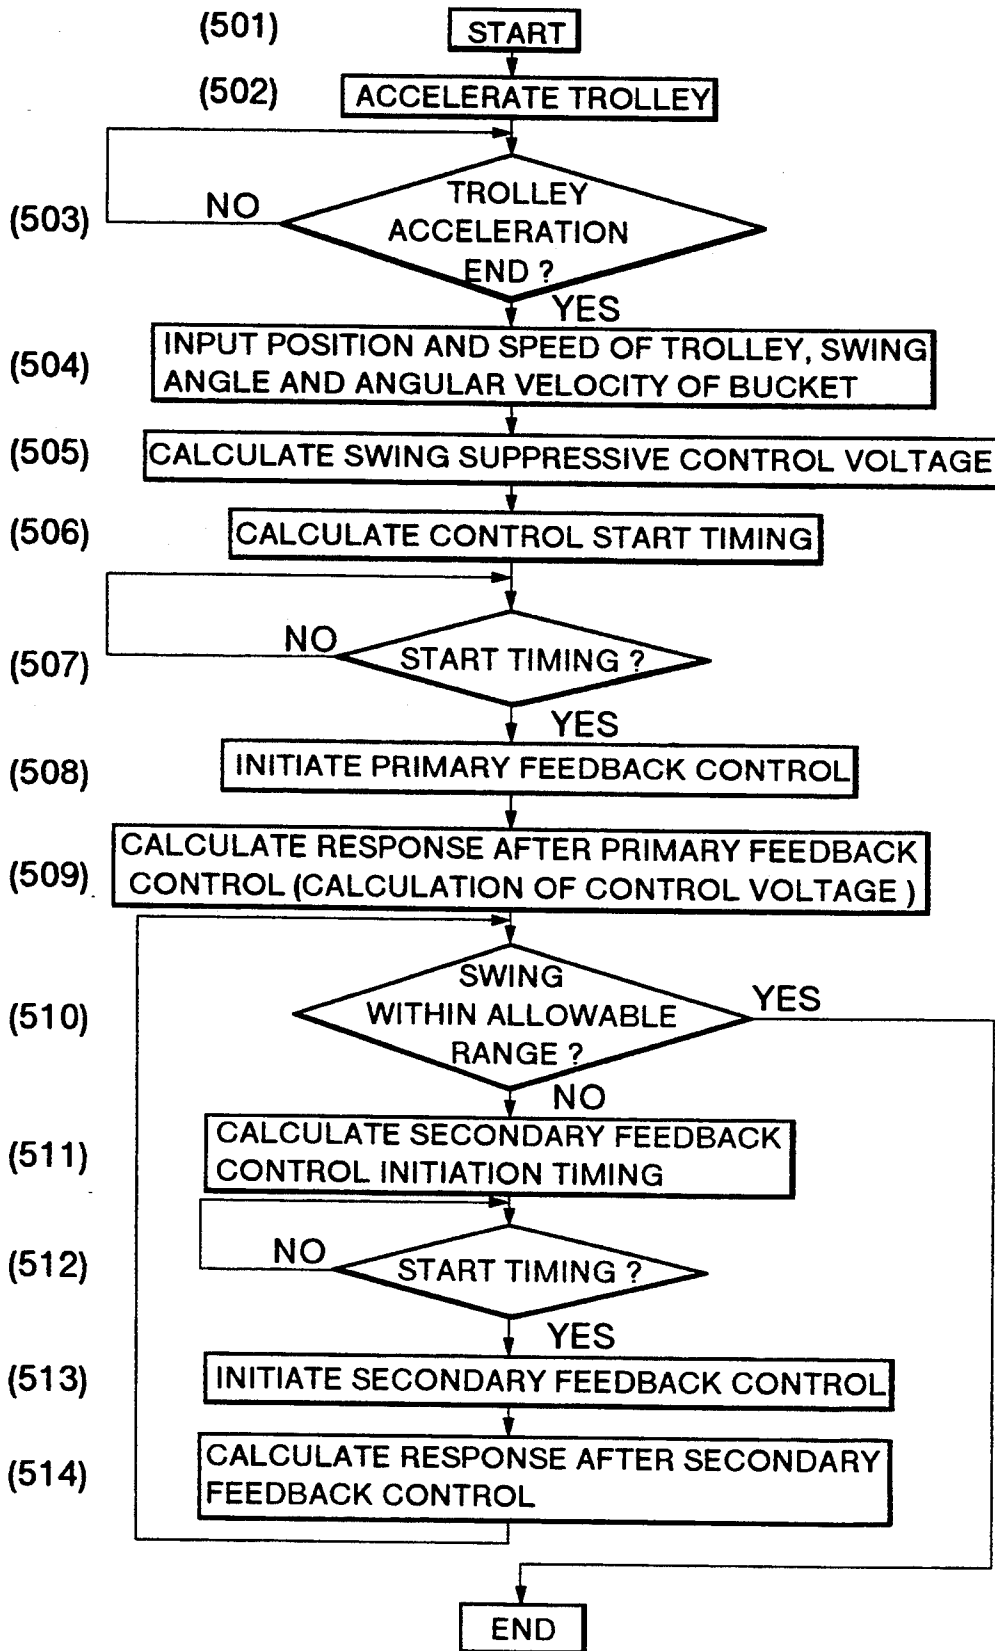 (501) START
(502) ACCELERATE TROLLEY
TROLLEY
(503) NO ACCELERATION
END ?
YES
INPUT POSITION AND SPEED OF TROLLEY, SWING
(504)
ANGLE AND ANGULAR VELOCITY OF BUCKET
(505) CALCULATE SWING SUPPRESSIVE CONTROL VOLTAGE
(506) CALCULATE CONTROL START TIMING
NO
(507) START TIMING ?
YES
(508) INITIATE PRIMARY FEEDBACK CONTROL
CALCULATE RESPONSE AFTER PRIMARY FEEDBACK
(509)
CONTROL (CALCULATION OF CONTROL VOLTAGE )
SWING
YES
(510) WITHIN ALLOWABLE
RANGE ?
NO
CALCULATE SECONDARY FEEDBACK
(511)
CONTROL INITIATION TIMING
NO
(512) START TIMING ?
YES
(513) INITIATE SECONDARY FEEDBACK CONTROL
CALCULATE RESPONSE AFTER SECONDARY
(514)
FEEDBACK CONTROL
END